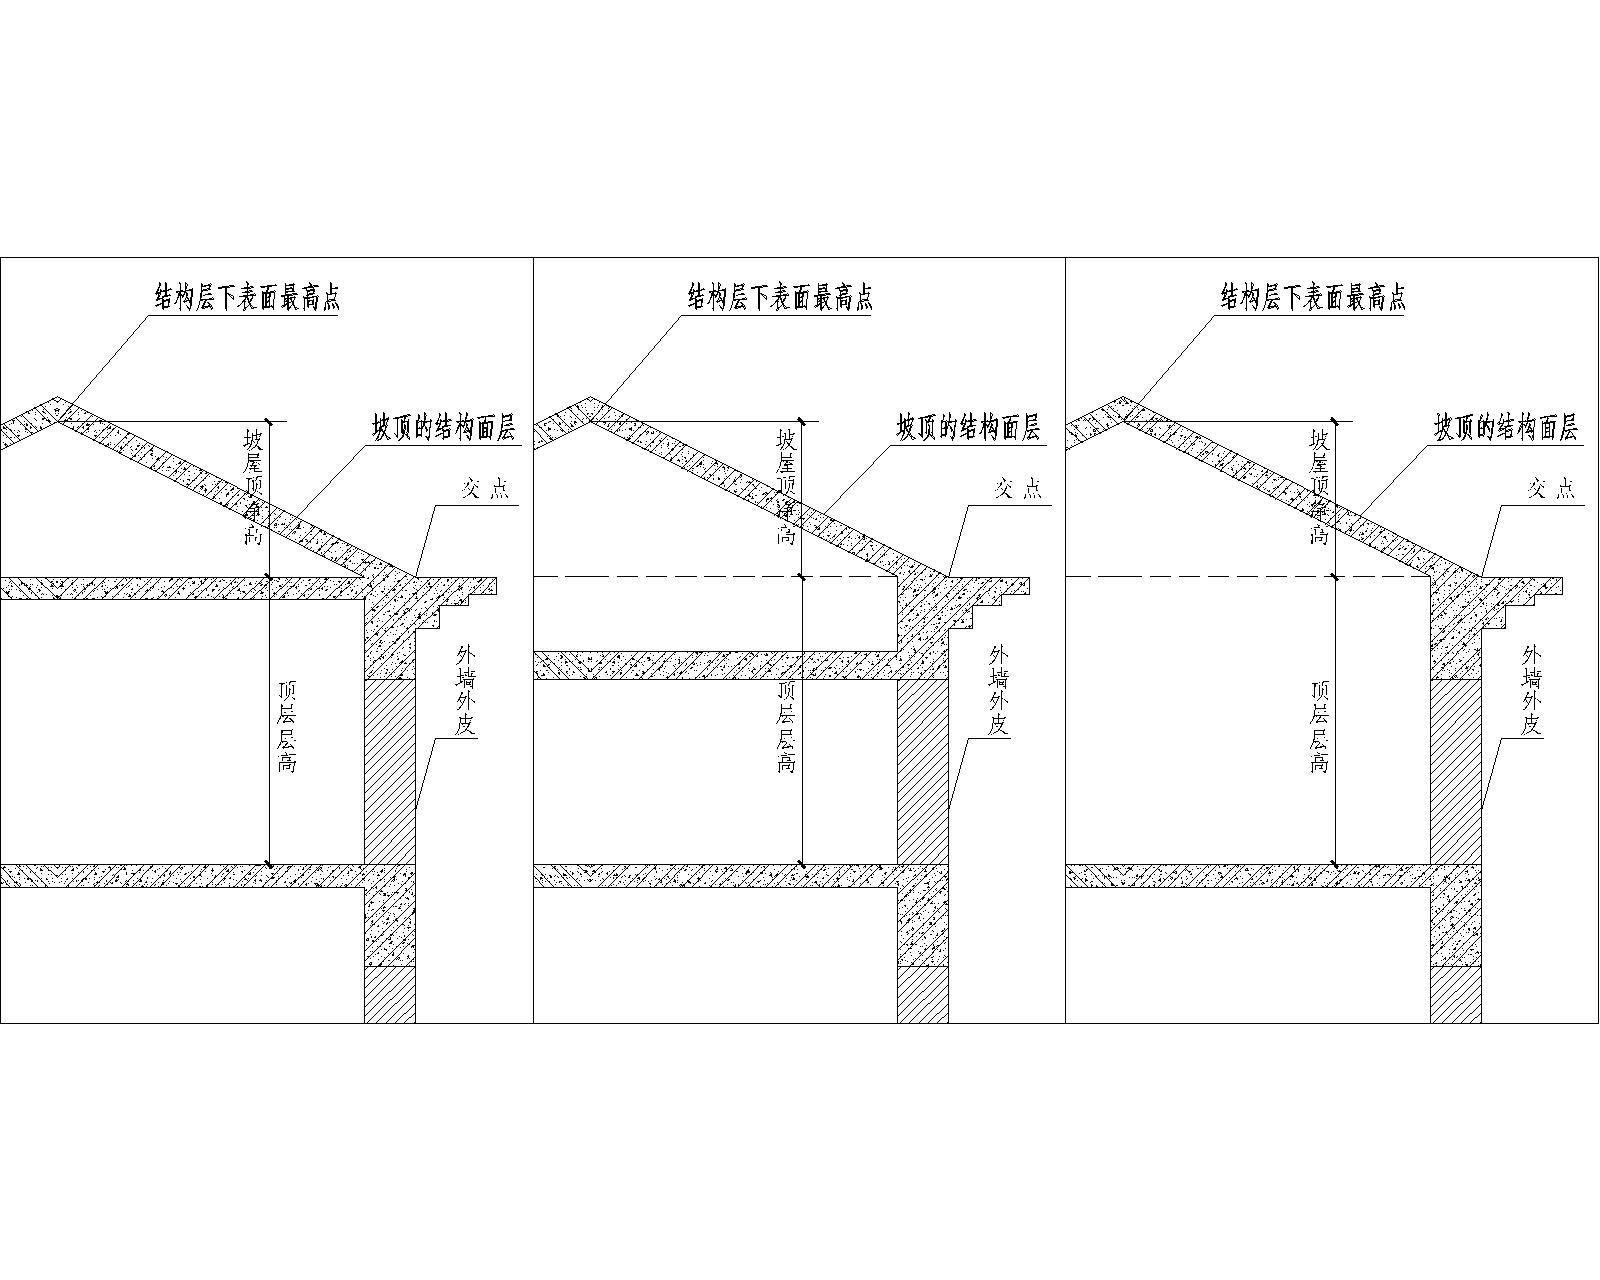 结构层下表面最高点
坡顶的结构面层
坡屋顶净高
交点
外墙外皮
顶层层高
结构层下表面最高点
坡顶的结构面层
坡屋顶净高
交点
外墙外皮
顶层层高
结构层下表面最高点
坡顶的结构面层
坡屋顶净高
交点
外墙外皮
顶层层高